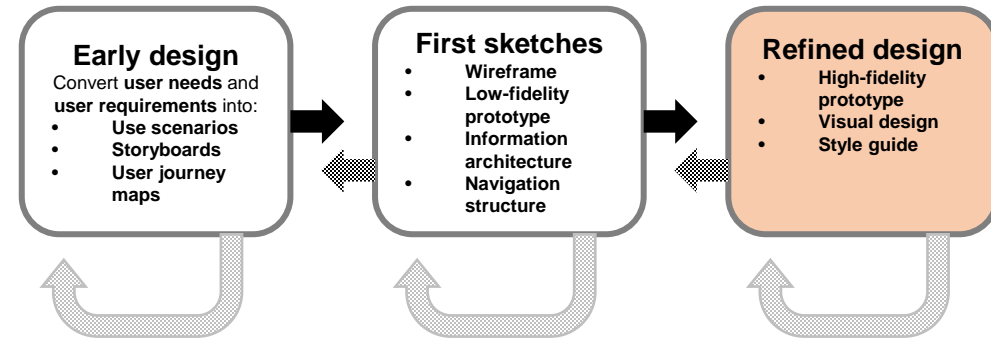 Early design
Convert user needs and
user requirements into:
• Use scenarios
• Storyboards
• User journey
maps
First sketches
• Wireframe
• Low-fidelity
prototype
• Information
architecture
• Navigation
structure
Refined design
• High-fidelity
prototype
• Visual design
• Style guide